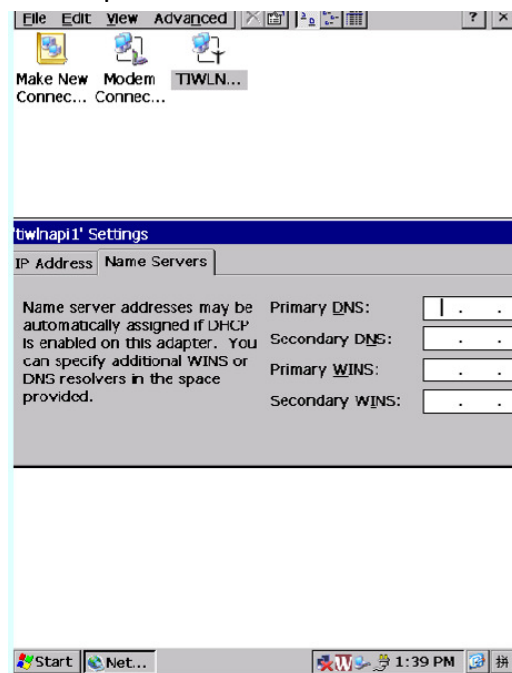 File Edit View Advanced ? ×
Make New Connec...
Modem Connec...
TIWLN...
'tiwlnapi1' Settings
IP Address Name Servers
Name server addresses may be
automatically assigned if DHCP
is enabled on this adapter. You
can specify additional WINS or
DNS resolvers in the space
provided.
Primary DNS: . .
Secondary DNS: . .
Primary WINS: . .
Secondary WINS: . .
Start Net... 1:39 PM 拼